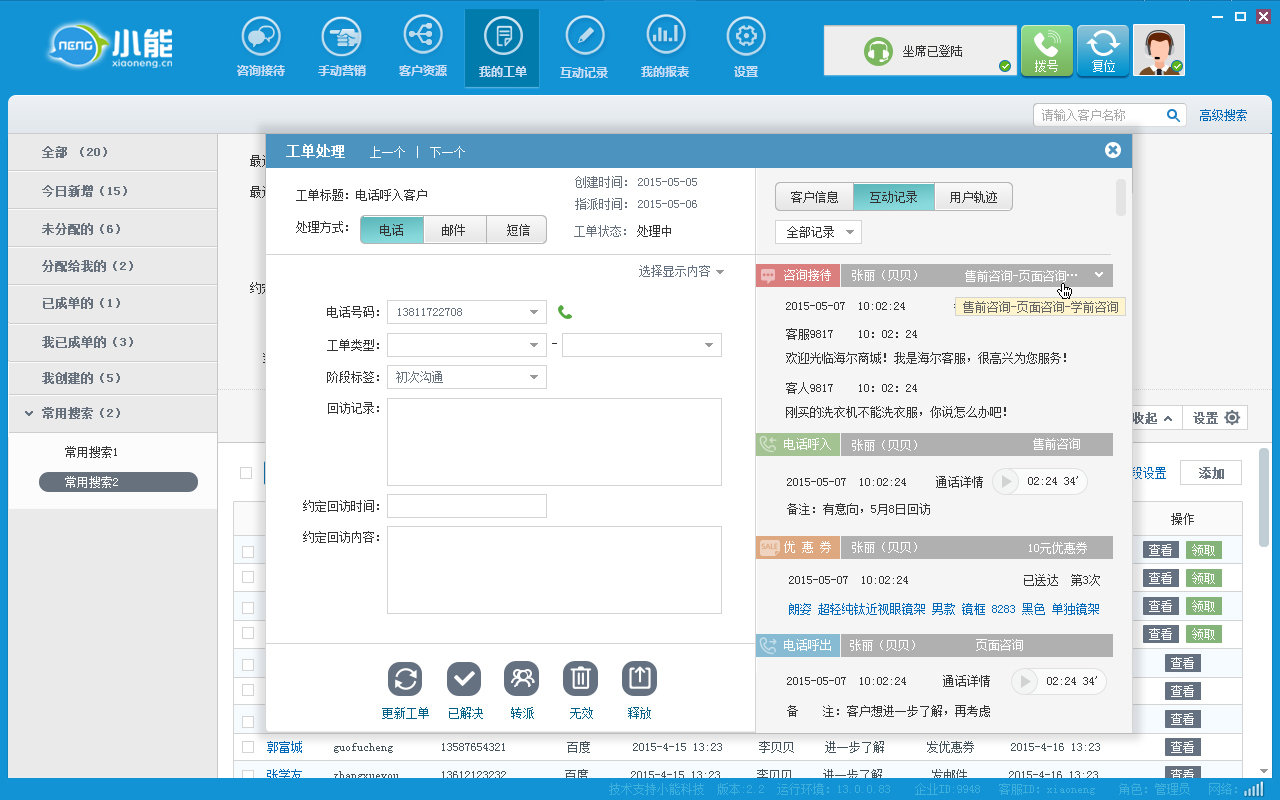 NENG 小能
xiaoneng.cn
咨询接待
手动营销
客户资源
我的工单
互动记录
我的报表
设置
坐席已登陆
拨号
复位
请输入客户名称
高级搜索
全部 (20)
今日新增 (15)
未分配的 (6)
分配给我的 (2)
已成单的 (1)
我已成单的 (3)
我创建的 (5)
常用搜索 (2)
常用搜索1
常用搜索2
工单处理 上一个 | 下一个
工单标题: 电话呼入客户
处理方式: 电话 邮件 短信
创建时间: 2015-05-05
指派时间: 2015-05-06
工单状态: 处理中
选择显示内容
电话号码: 13811722708
工单类型: -
阶段标签: 初次沟通
回访记录:
约定回访时间:
约定回访内容:
更新工单
已解决
转派
无效
释放
客户信息 互动记录 用户轨迹
全部记录
咨询接待 张丽 (贝贝) 售前咨询-页面咨询···
2015-05-07 10:02:24
售前咨询-页面咨询-学前咨询
客服9817 10: 02: 24
欢迎光临海尔商城! 我是海尔客服, 很高兴为您服务!
客人9817 10: 02: 24
刚买的洗衣机不能洗衣服, 你说怎么办吧!
电话呼入 张丽 (贝贝) 售前咨询
2015-05-07 10:02:24 通话详情 02:24 34′
备注: 有意向, 5月8日回访
SALE 优 惠 劵 张丽 (贝贝) 10元优惠劵
2015-05-07 10:02:24 已送达 第3次
朗姿 超轻纯钛近视眼镜架 男款 镜框 8283 黑色 单独镜架
电话呼出 张丽 (贝贝) 页面咨询
2015-05-07 10:02:24 通话详情 02:24 34′
备 注: 客户想进一步了解, 再考虑
收起 设置
段设置 添加
操作
查看 领取
查看 领取
查看 领取
查看 领取
查看
查看
查看
郭富城 guofucheng 13587654321 百度 2015-4-15 13:23 李贝贝 进一步了解 发优惠劵 2015-4-16 13:23 查看
张学友 zhangxueyou 13612123232 百度 2015-4-15 13:23 李贝贝 进一步了解 发邮件 2015-4-16 13:23 查看
技术支持小能科技 版本:2.2 运行环境: 13.0.0.83 企业ID:9948 客服ID: xiaoneng 角色: 管理员 网络: